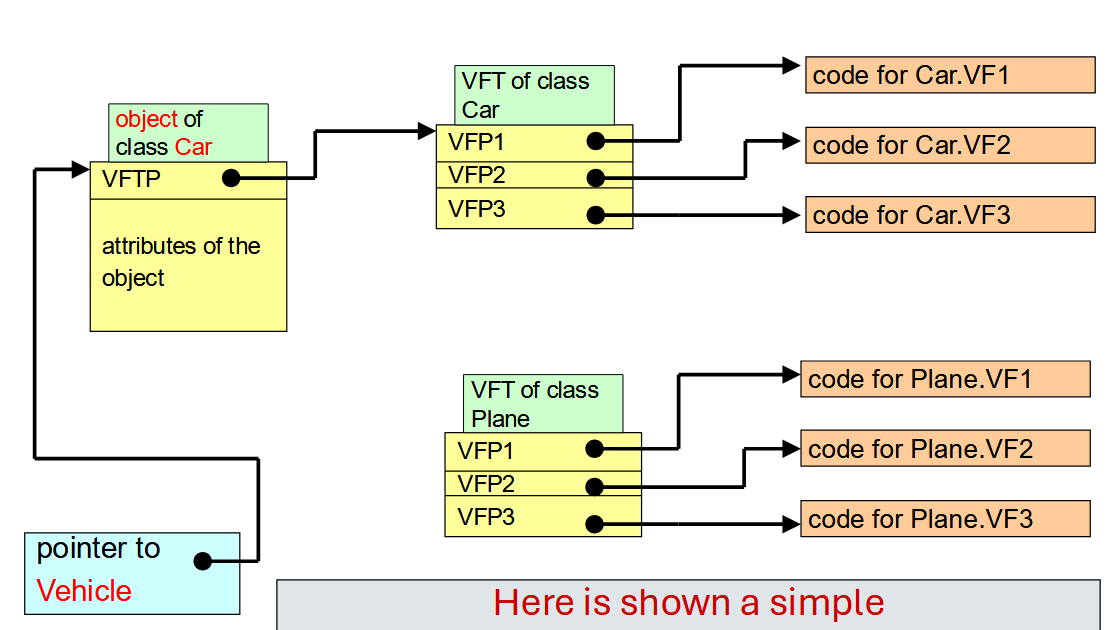 object of
class Car
VFTP
attributes of the
object
VFT of class
Car
VFP1
VFP2
VFP3
code for Car.VF1
code for Car.VF2
code for Car.VF3
VFT of class
Plane
VFP1
VFP2
VFP3
code for Plane.VF1
code for Plane.VF2
code for Plane.VF3
pointer to
Vehicle
Here is shown a simple